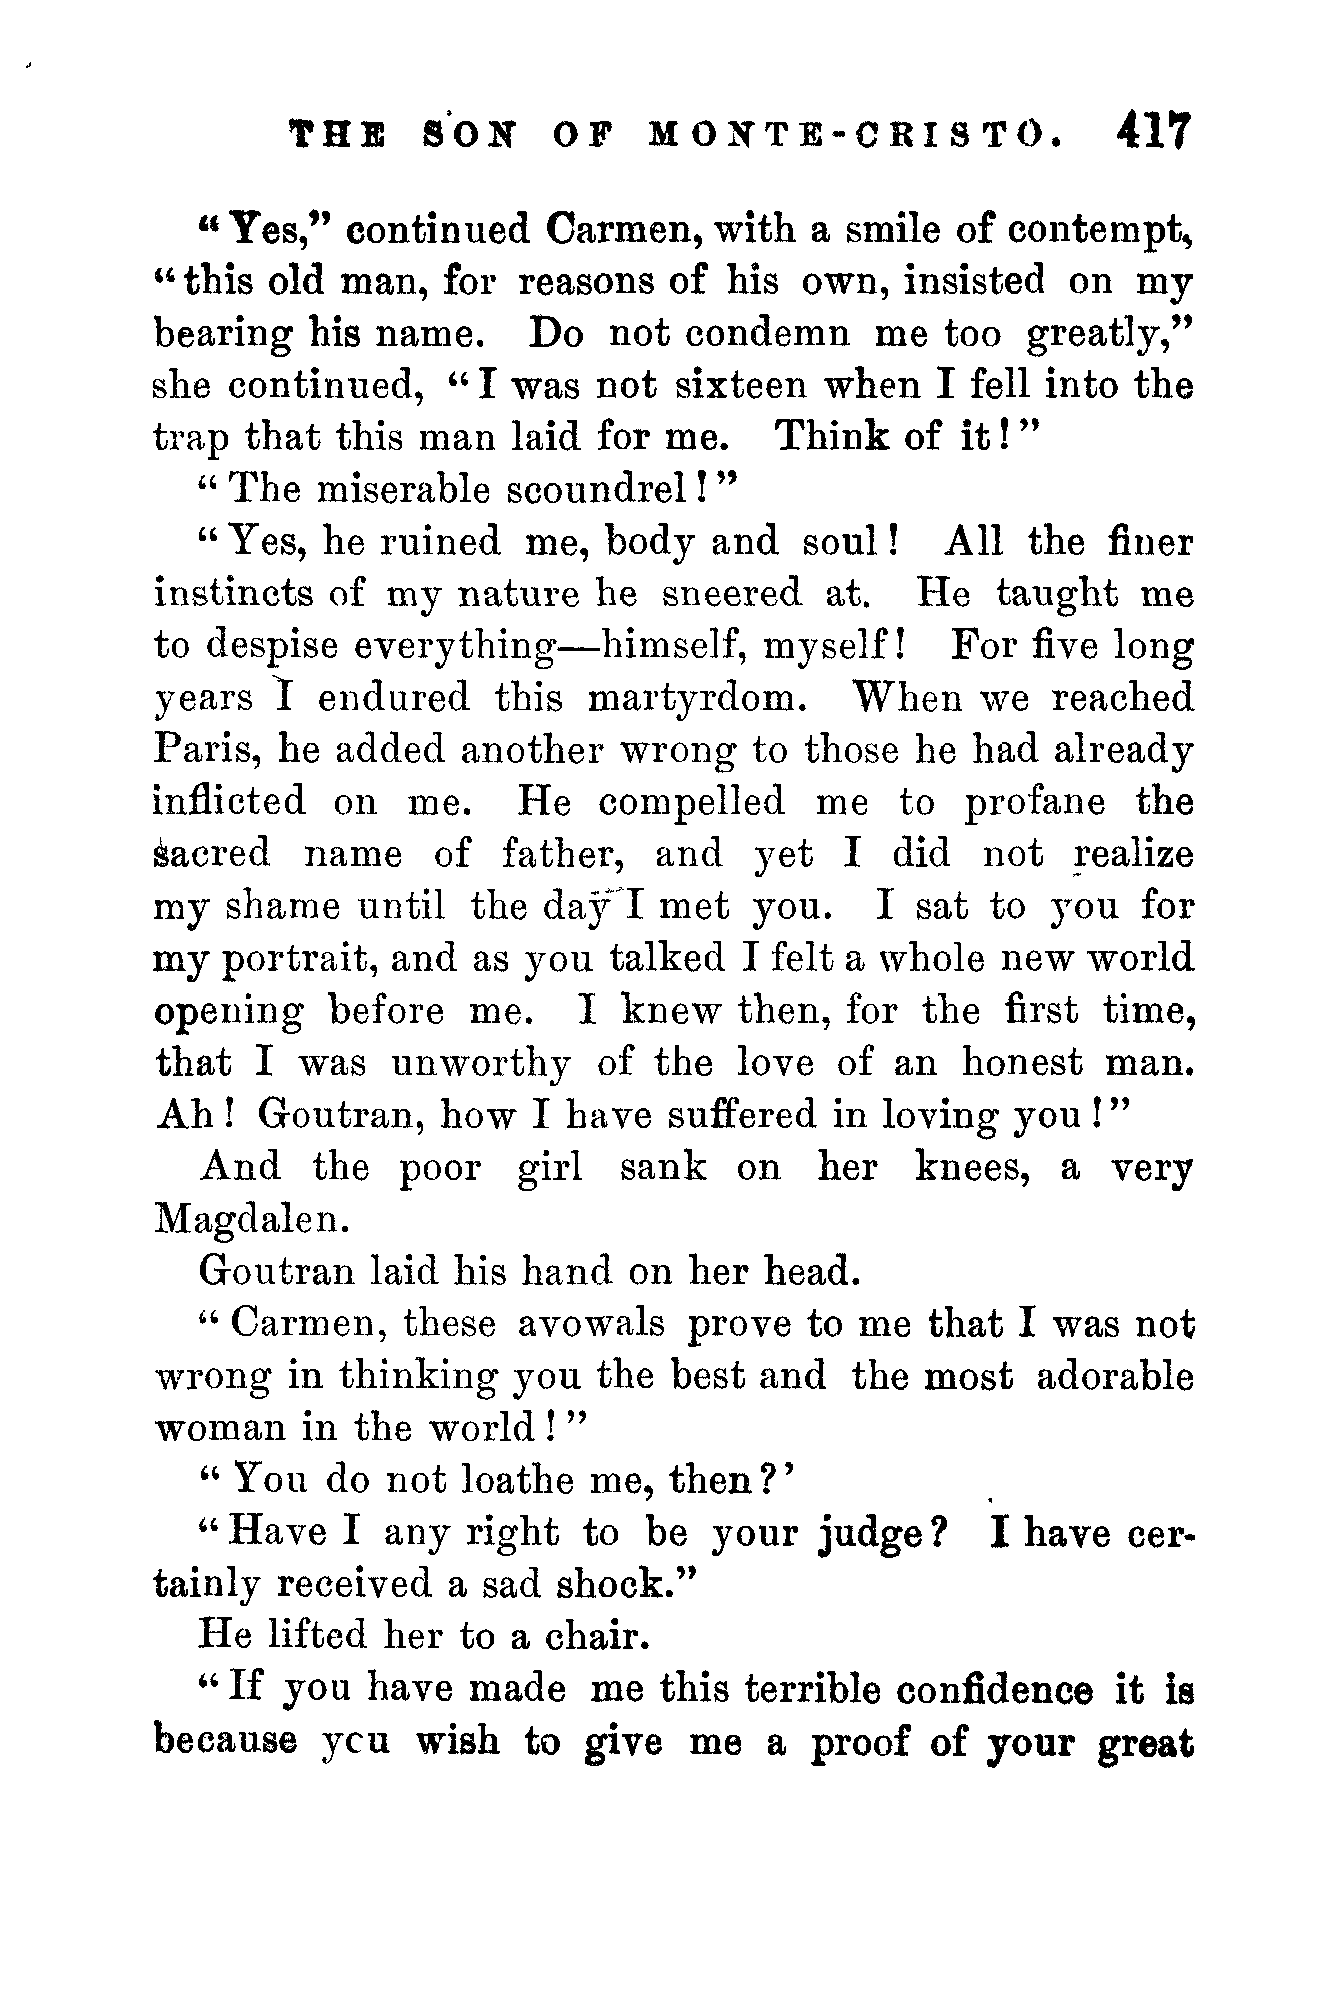 THE SON OF MONTE-CRISTO. 417
“Yes,” continued Carmen, with a smile of contempt,
“this old man, for reasons of his own, insisted on my
bearing his name. Do not condemn me too greatly,”
she continued, “I was not sixteen when I fell into the
trap that this man laid for me. Think of it!”
“The miserable scoundrel!”
“Yes, he ruined me, body and soul! All the finer
instincts of my nature he sneered at. He taught me
to despise everything—himself, myself! For five long
years I endured this martyrdom. When we reached
Paris, he added another wrong to those he had already
inflicted on me. He compelled me to profane the
sacred name of father, and yet I did not realize
my shame until the day I met you. I sat to you for
my portrait, and as you talked I felt a whole new world
opening before me. I knew then, for the first time,
that I was unworthy of the love of an honest man.
Ah! Goutran, how I have suffered in loving you!”
And the poor girl sank on her knees, a very
Magdalen.
Goutran laid his hand on her head.
“Carmen, these avowals prove to me that I was not
wrong in thinking you the best and the most adorable
woman in the world!”
“You do not loathe me, then?’
“Have I any right to be your judge? I have cer-
tainly received a sad shock.”
He lifted her to a chair.
“If you have made me this terrible confidence it is
because ycu wish to give me a proof of your great